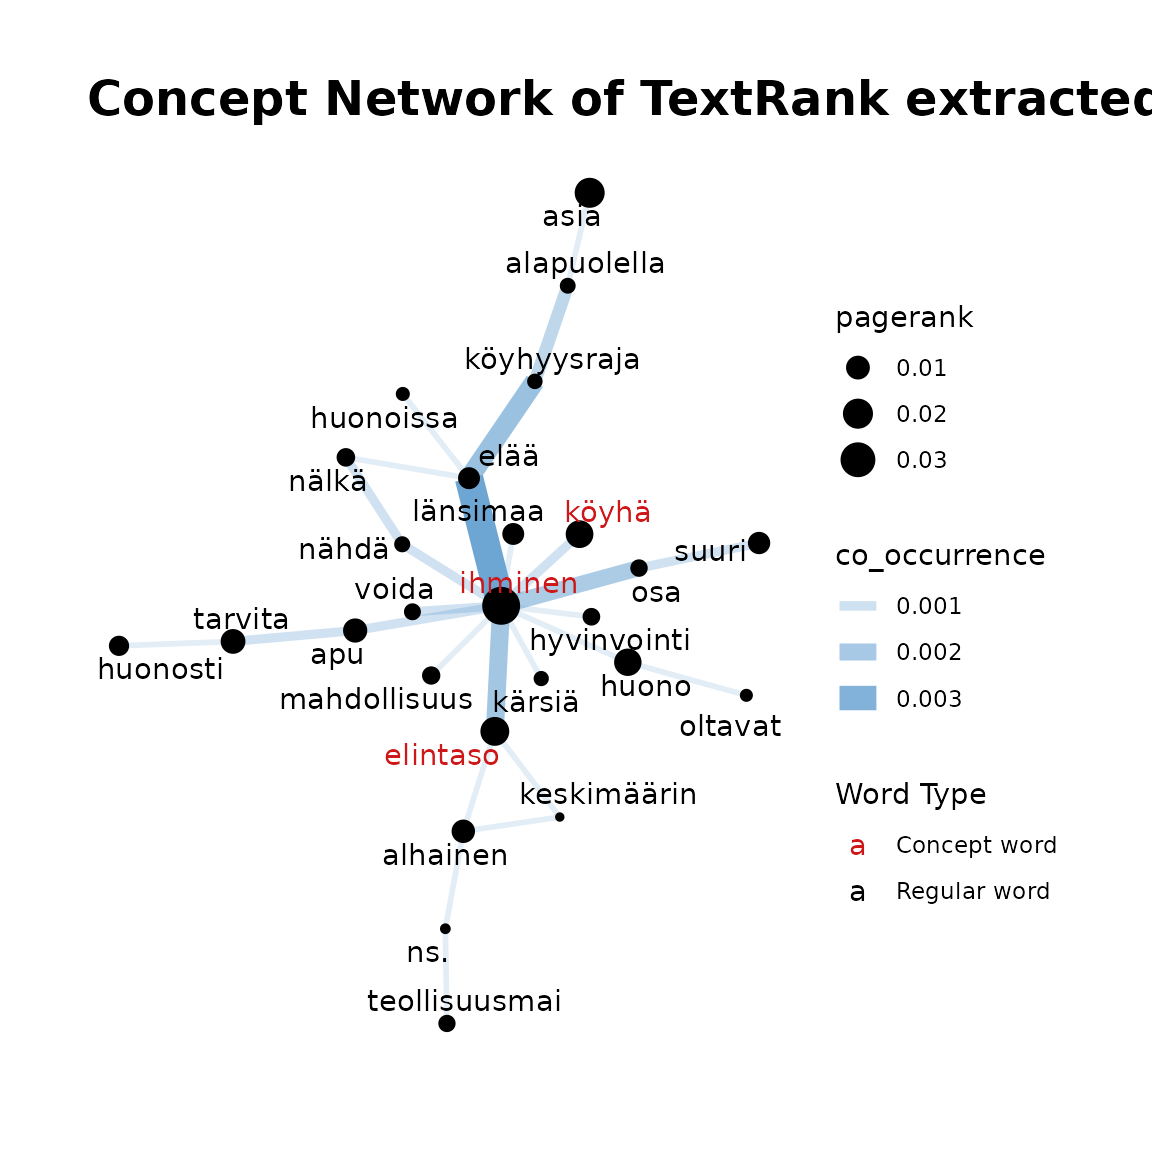 Concept Network of TextRank extracted
asia
alapuolella
köyhyysraja
huonoissa
elää
nälkä
länsimaa
köyhä
nähdä
suuri
ihminen
voida
osa
tarvita
hyvinvointi
apu
huonosti
huono
mahdollisuus
kärsiä
oltavat
elintaso
keskimäärin
alhainen
ns.
teollisuusmai
pagerank
0.01
0.02
0.03
co_occurrence
0.001
0.002
0.003
Word Type
a Concept word
a Regular word